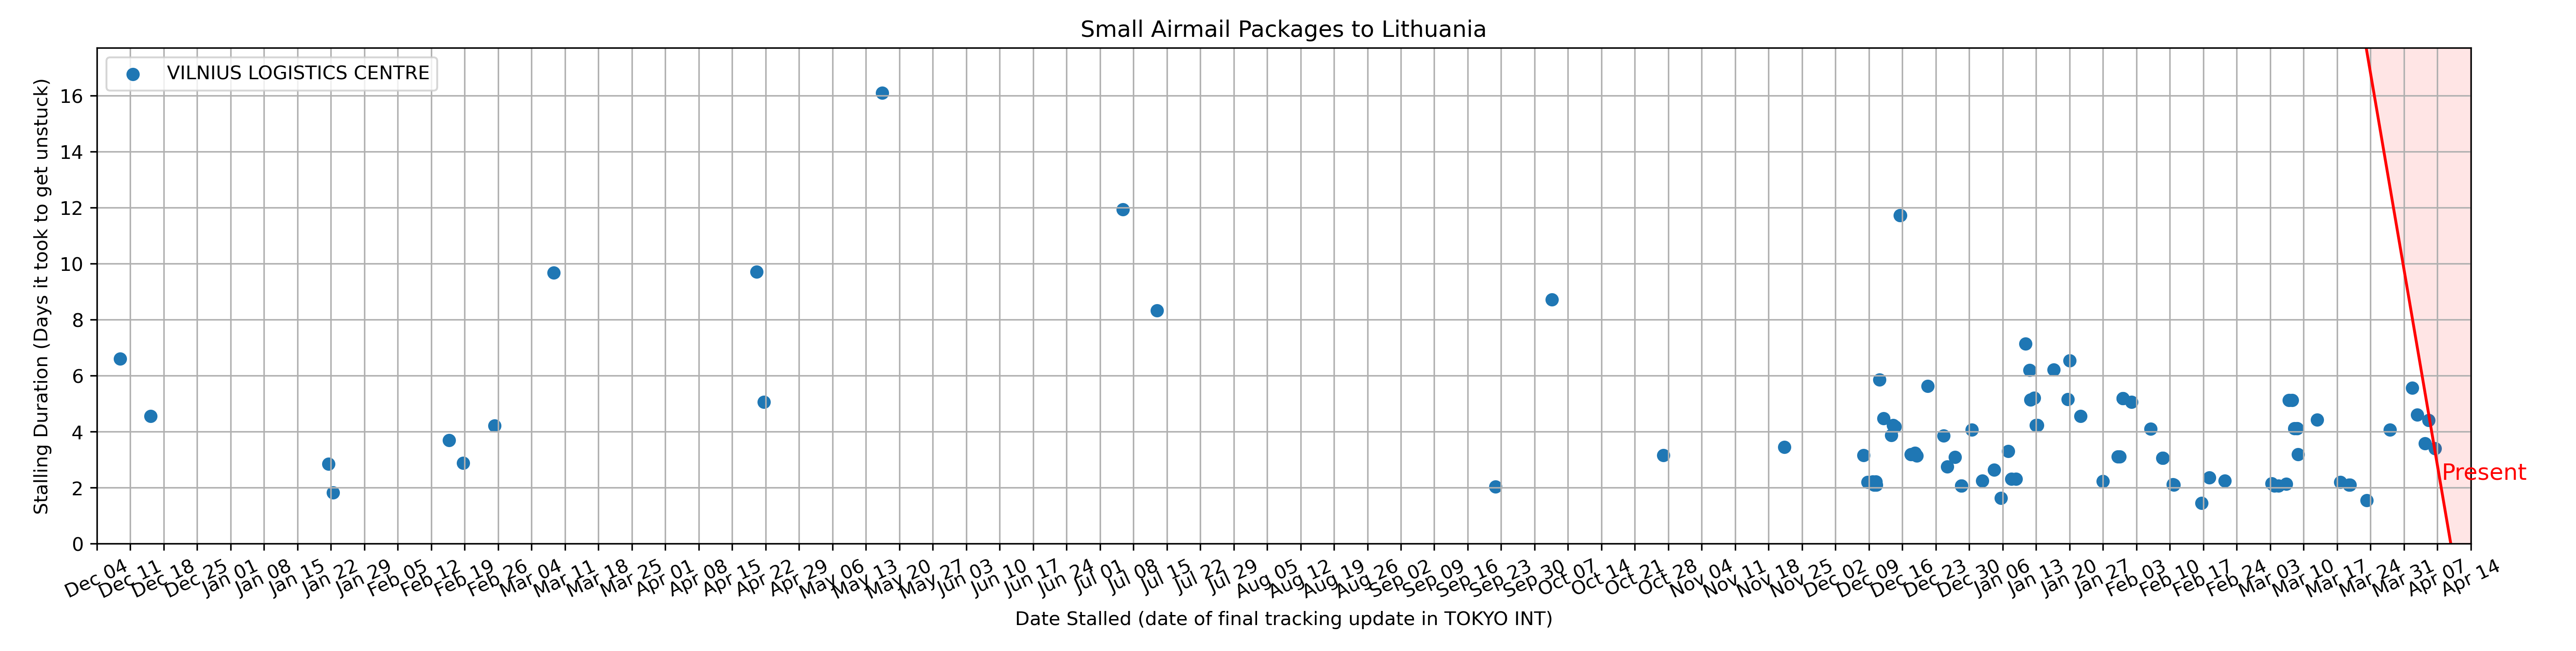 Small Airmail Packages to Lithuania
VILNIUS LOGISTICS CENTRE
Stalling Duration (Days it took to get unstuck)
16
14
12
10
8
6
4
2
0
Present
Dec 04 Dec 11 Dec 18 Dec 25 Jan 01 Jan 08 Jan 15 Jan 22 Jan 29 Feb 05 Feb 12 Feb 19 Feb 26 Mar 04 Mar 11 Mar 18 Mar 25 Apr 01 Apr 08 Apr 15 Apr 22 Apr 29 May 06 May 13 May 20 May 27 Jun 03 Jun 10 Jun 17 Jun 24 Jul 01 Jul 08 Jul 15 Jul 22 Jul 29 Aug 05 Aug 12 Aug 19 Aug 26 Sep 02 Sep 09 Sep 16 Sep 23 Sep 30 Oct 07 Oct 14 Oct 21 Oct 28 Nov 04 Nov 11 Nov 18 Nov 25 Dec 02 Dec 09 Dec 16 Dec 23 Dec 30 Jan 06 Jan 13 Jan 20 Jan 27 Feb 03 Feb 10 Feb 17 Feb 24 Mar 03 Mar 10 Mar 17 Mar 24 Mar 31 Apr 07 Apr 14
Date Stalled (date of final tracking update in TOKYO INT)